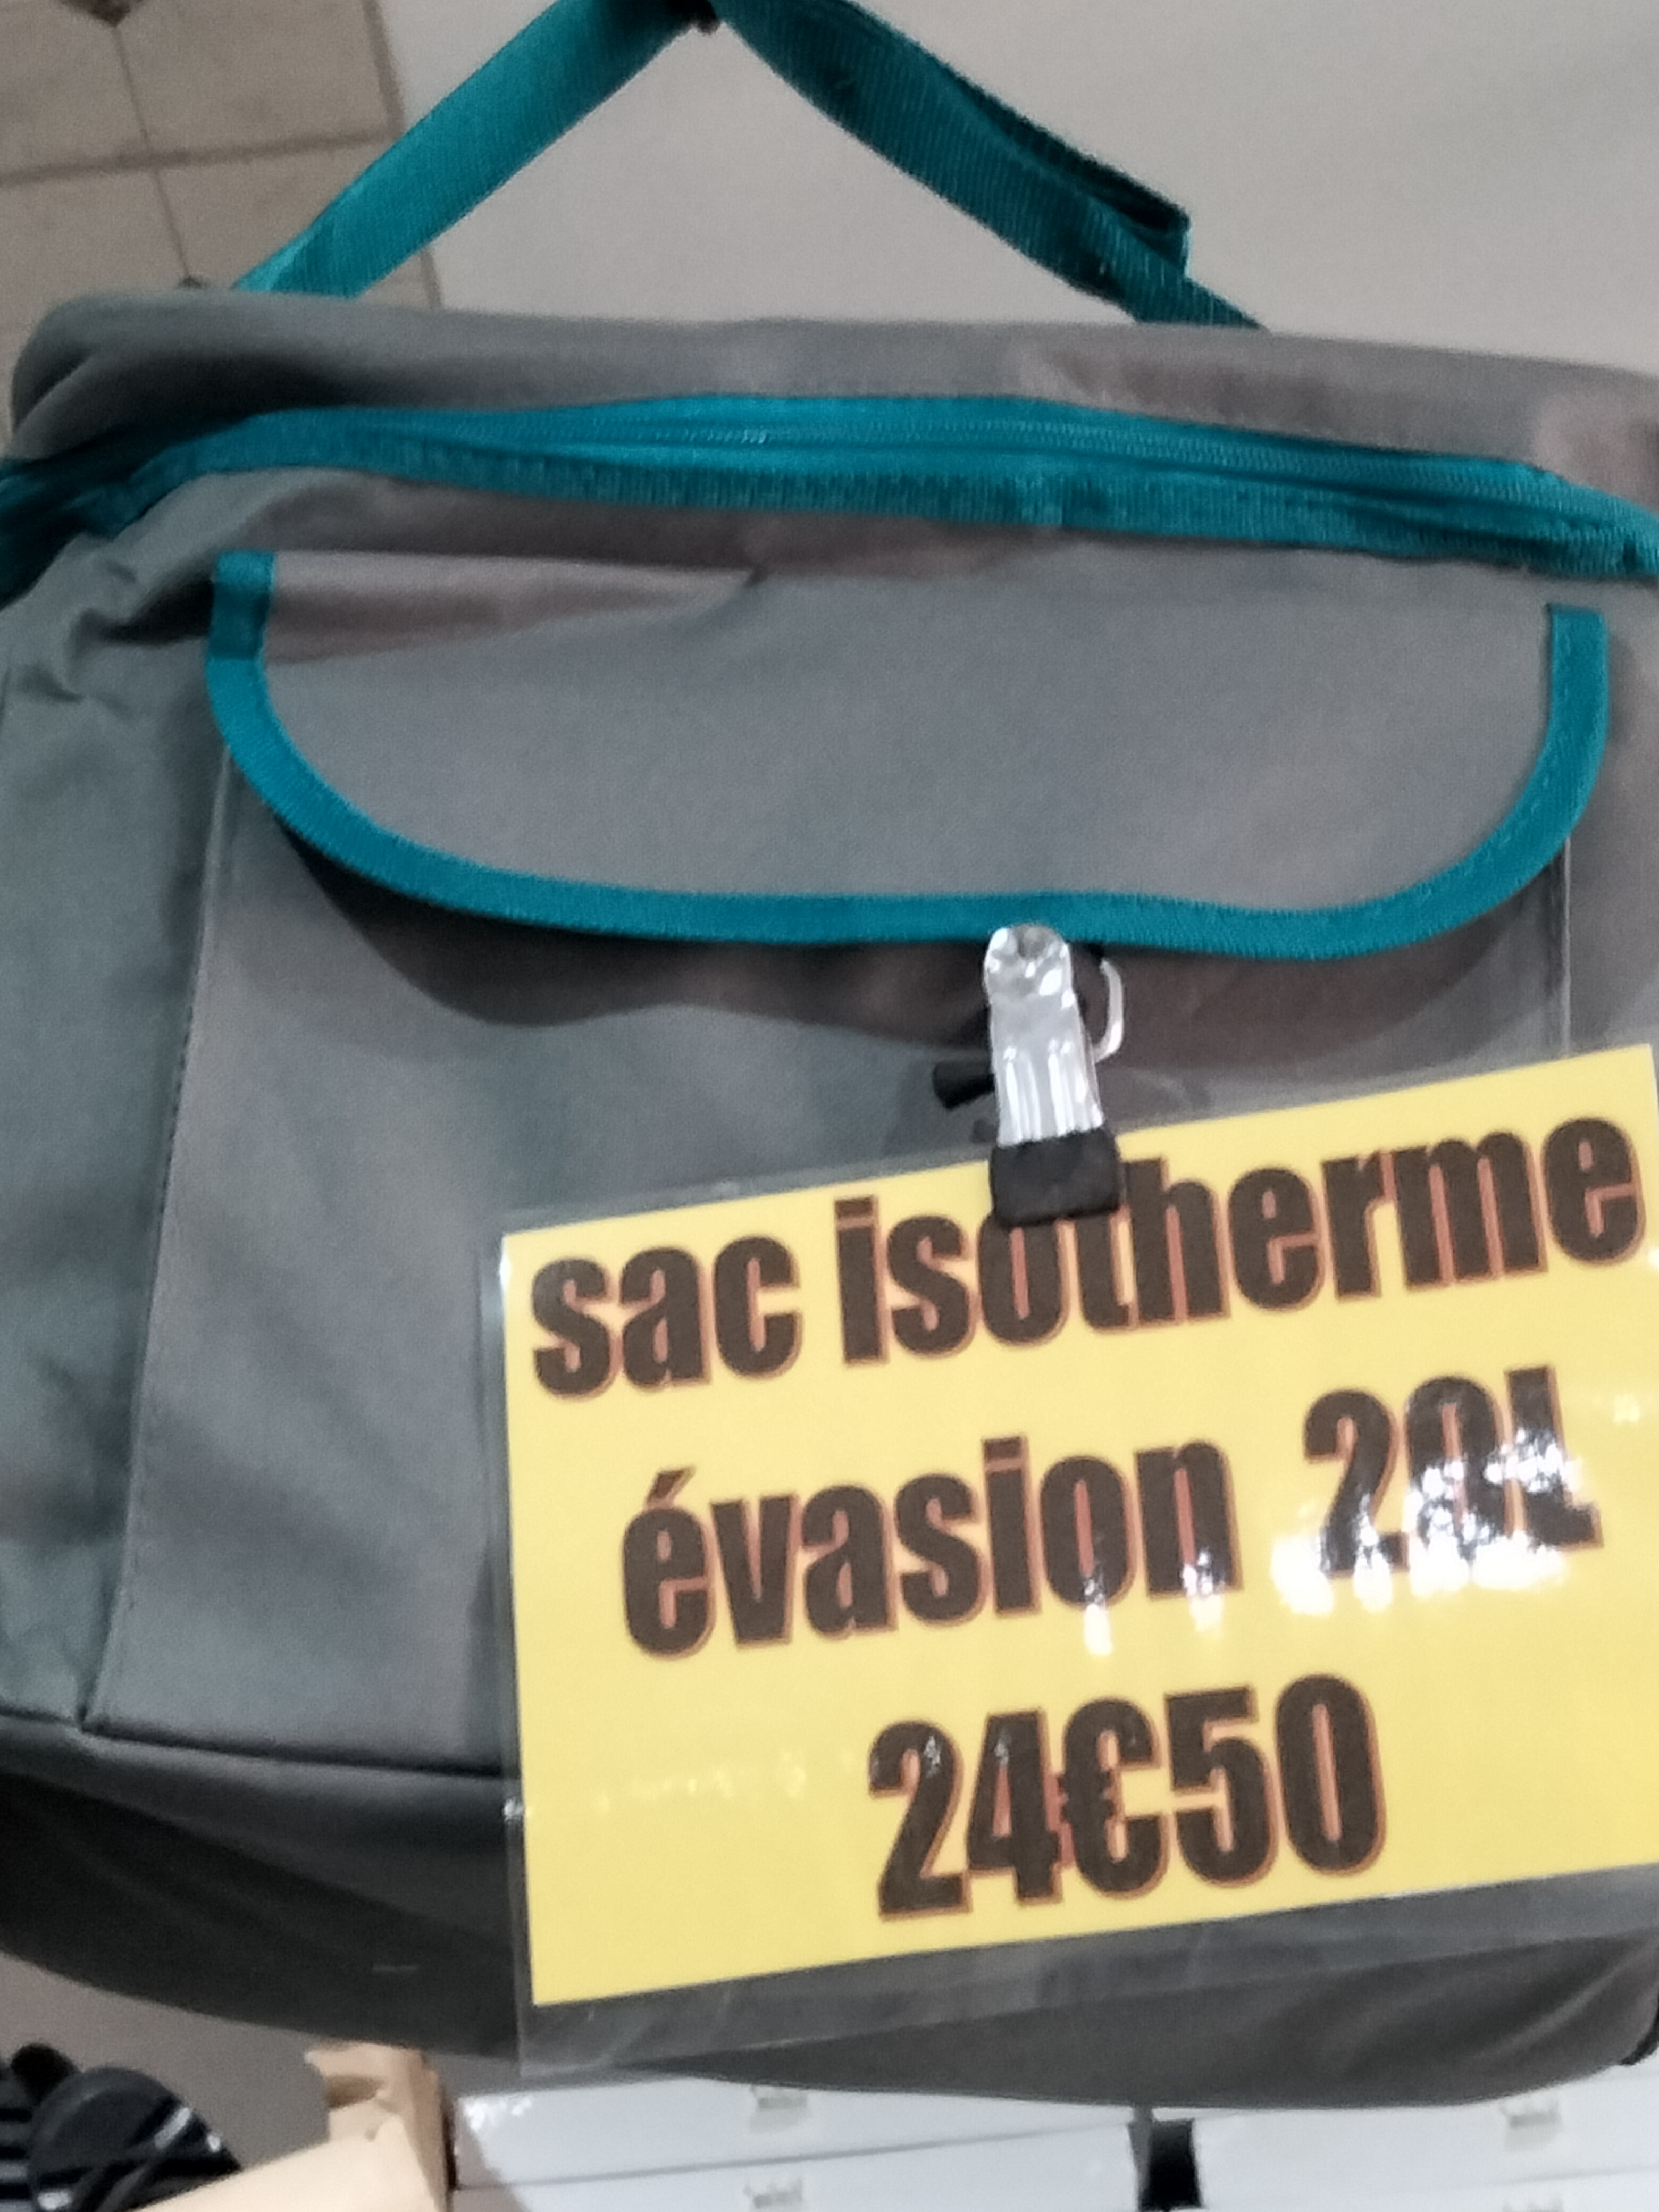 sac isotherme
évasion 20L
24€50